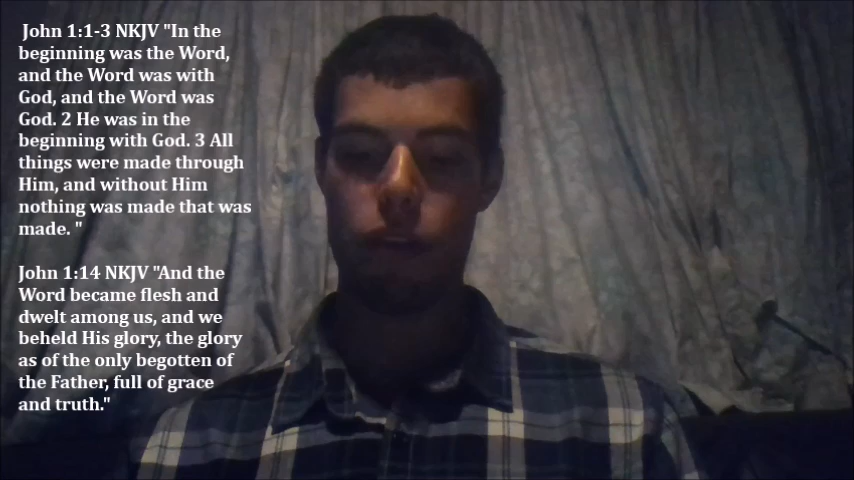 John 1:1-3 NKJV "In the
beginning was the Word,
and the Word was with
God, and the Word was
God. 2 He was in the
beginning with God. 3 All
things were made through
Him, and without Him
nothing was made that was
made. "
John 1:14 NKJV "And the
Word became flesh and
dwelt among us, and we
beheld His glory, the glory
as of the only begotten of
the Father, full of grace
and truth."